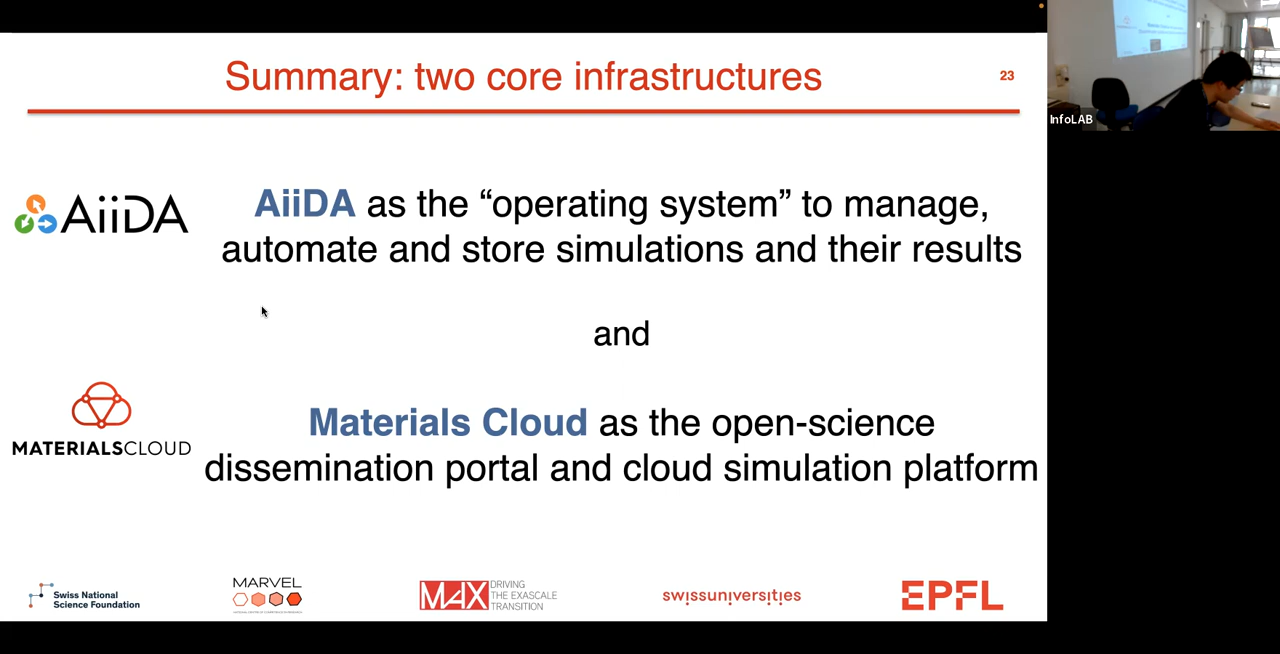 Summary: two core infrastructures
23
InfoLAB
AiiDA
AiiDA as the “operating system” to manage,
automate and store simulations and their results
and
MATERIALSCLOUD
Materials Cloud as the open-science
dissemination portal and cloud simulation platform
Swiss National
Science Foundation
MARVEL
MAX
DRIVING
THE EXASCALE
TRANSITION
swissuniversities
EPFL